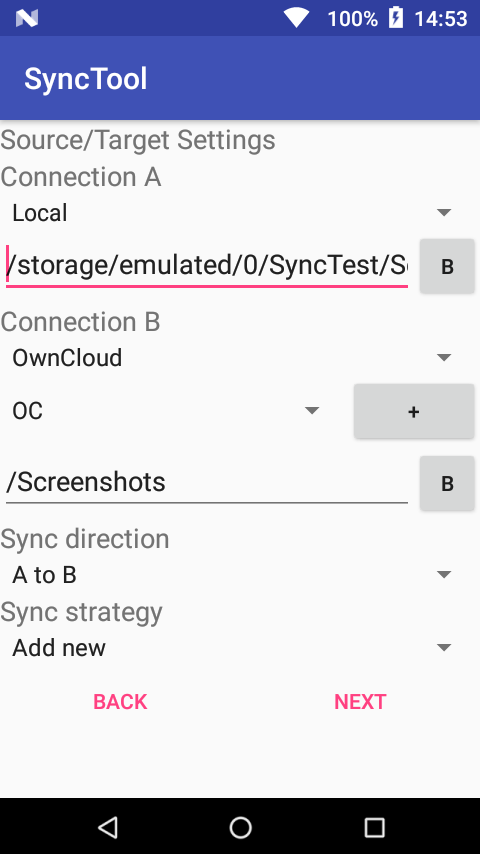 100% 14:53
SyncTool
Source/Target Settings
Connection A
Local
/storage/emulated/0/SyncTest/S
B
Connection B
OwnCloud
OC
+
/Screenshots
B
Sync direction
A to B
Sync strategy
Add new
BACK NEXT